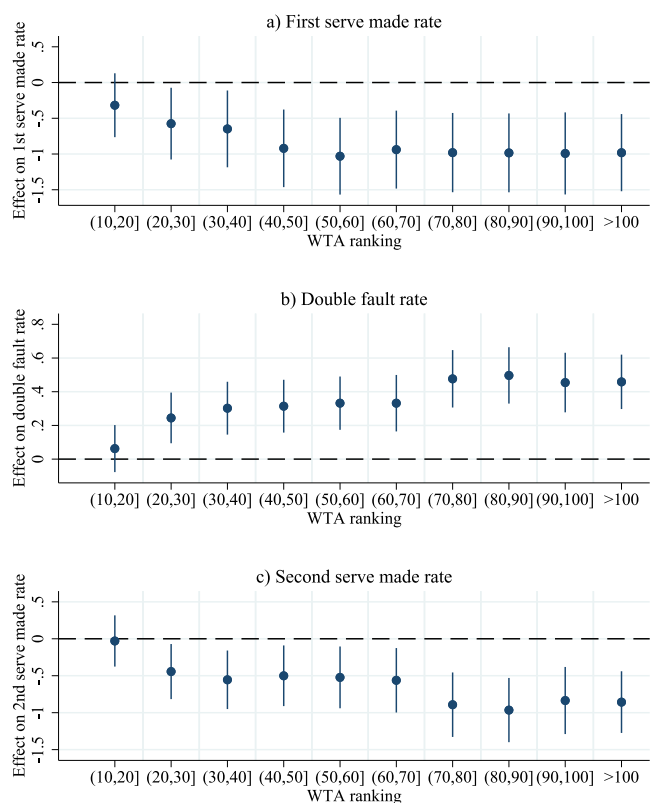 a) First serve made rate
Effect on 1st serve made rate
.5
0
-.5
-1
-1.5
(10,20] (20,30] (30,40] (40,50] (50,60] (60,70] (70,80] (80,90] (90,100] >100
WTA ranking
b) Double fault rate
Effect on double fault rate
.8
.6
.4
.2
0
(10,20] (20,30] (30,40] (40,50] (50,60] (60,70] (70,80] (80,90] (90,100] >100
WTA ranking
c) Second serve made rate
Effect on 2nd serve made rate
.5
0
-.5
-1
-1.5
(10,20] (20,30] (30,40] (40,50] (50,60] (60,70] (70,80] (80,90] (90,100] >100
WTA ranking